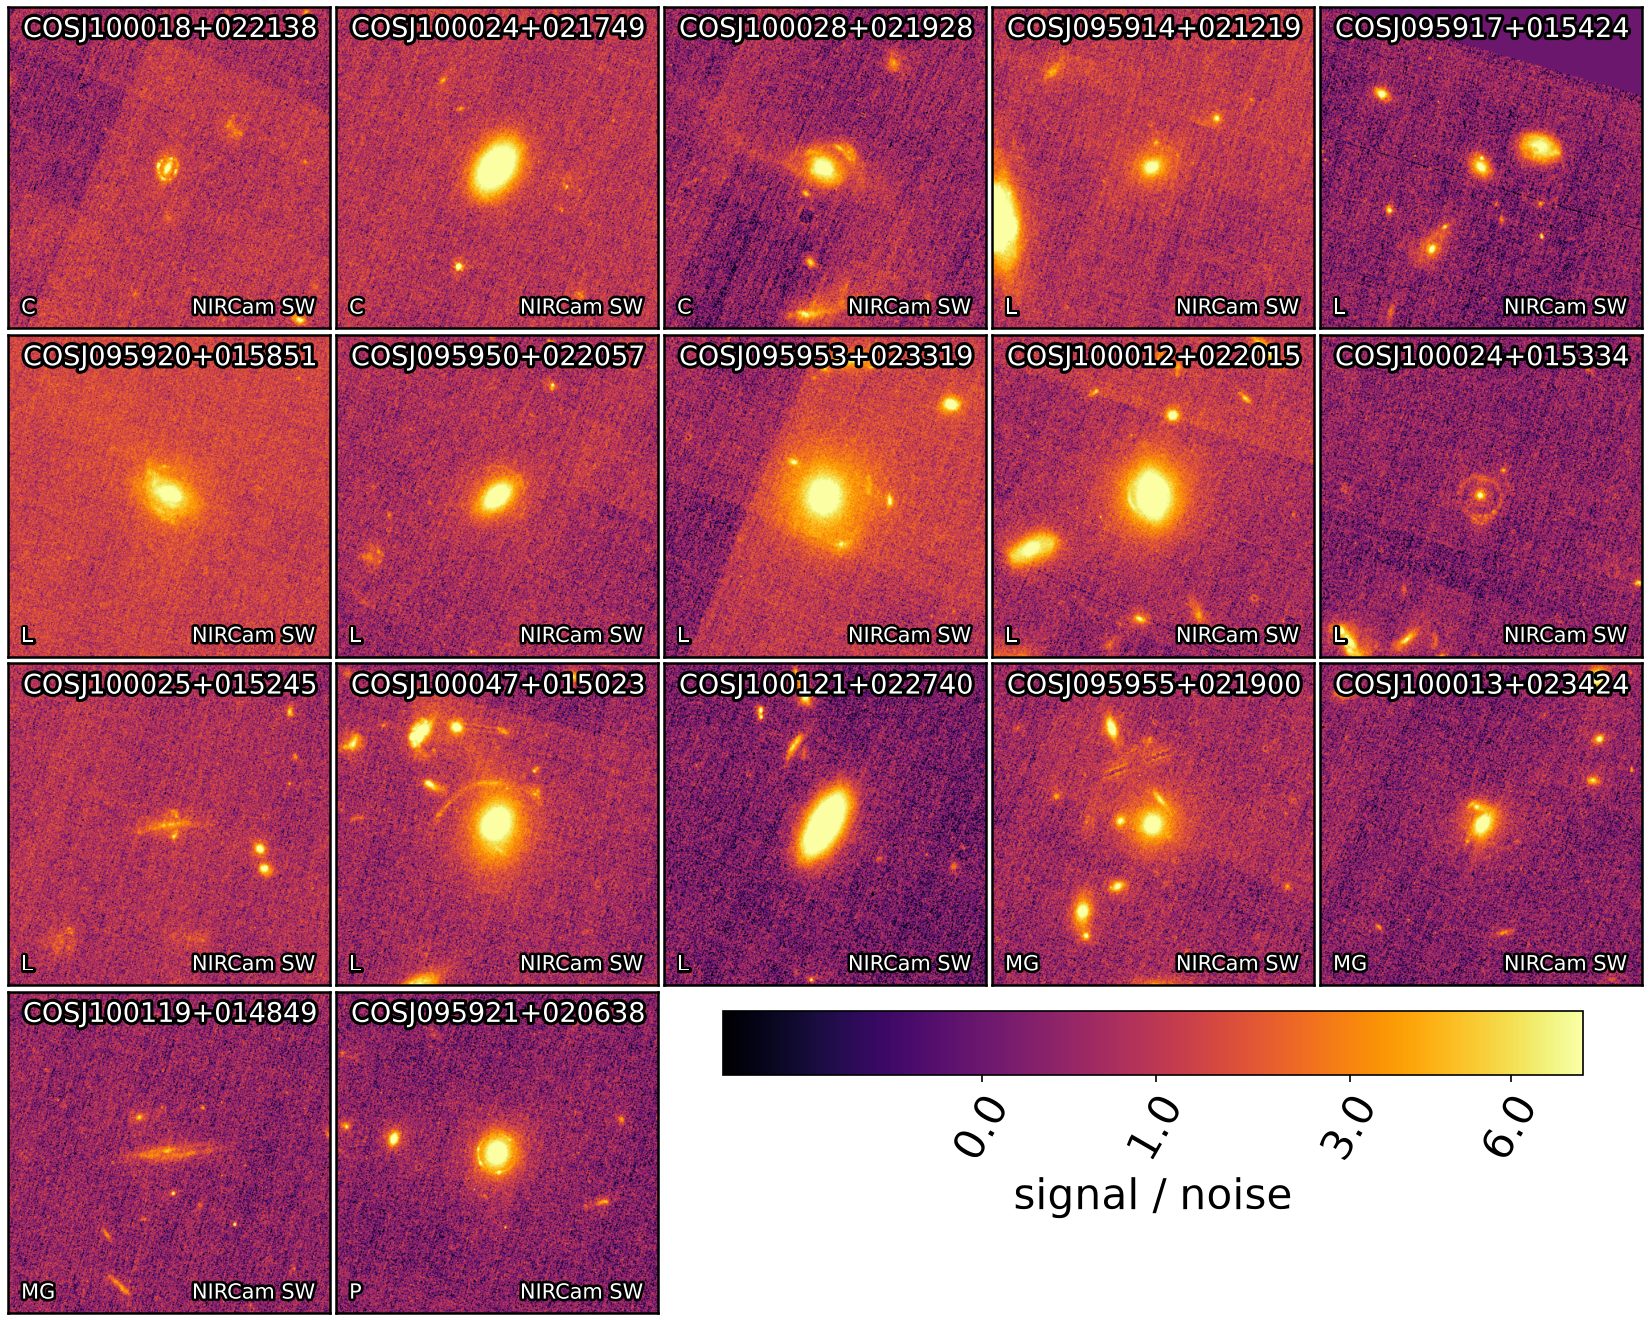 COSJ100018+022138
C NIRCam SW
COSJ100024+021749
C NIRCam SW
COSJ100028+021928
C NIRCam SW
COSJ095914+021219
L NIRCam SW
COSJ095917+015424
L NIRCam SW
COSJ095920+015851
L NIRCam SW
COSJ095950+022057
L NIRCam SW
COSJ095953+023319
L NIRCam SW
COSJ100012+022015
L NIRCam SW
COSJ100024+015334
L NIRCam SW
COSJ100025+015245
L NIRCam SW
COSJ100047+015023
L NIRCam SW
COSJ100121+022740
L NIRCam SW
COSJ095955+021900
MG NIRCam SW
COSJ100013+023424
MG NIRCam SW
COSJ100119+014849
MG NIRCam SW
COSJ095921+020638
P NIRCam SW
0.0 1.0 3.0 6.0
signal / noise